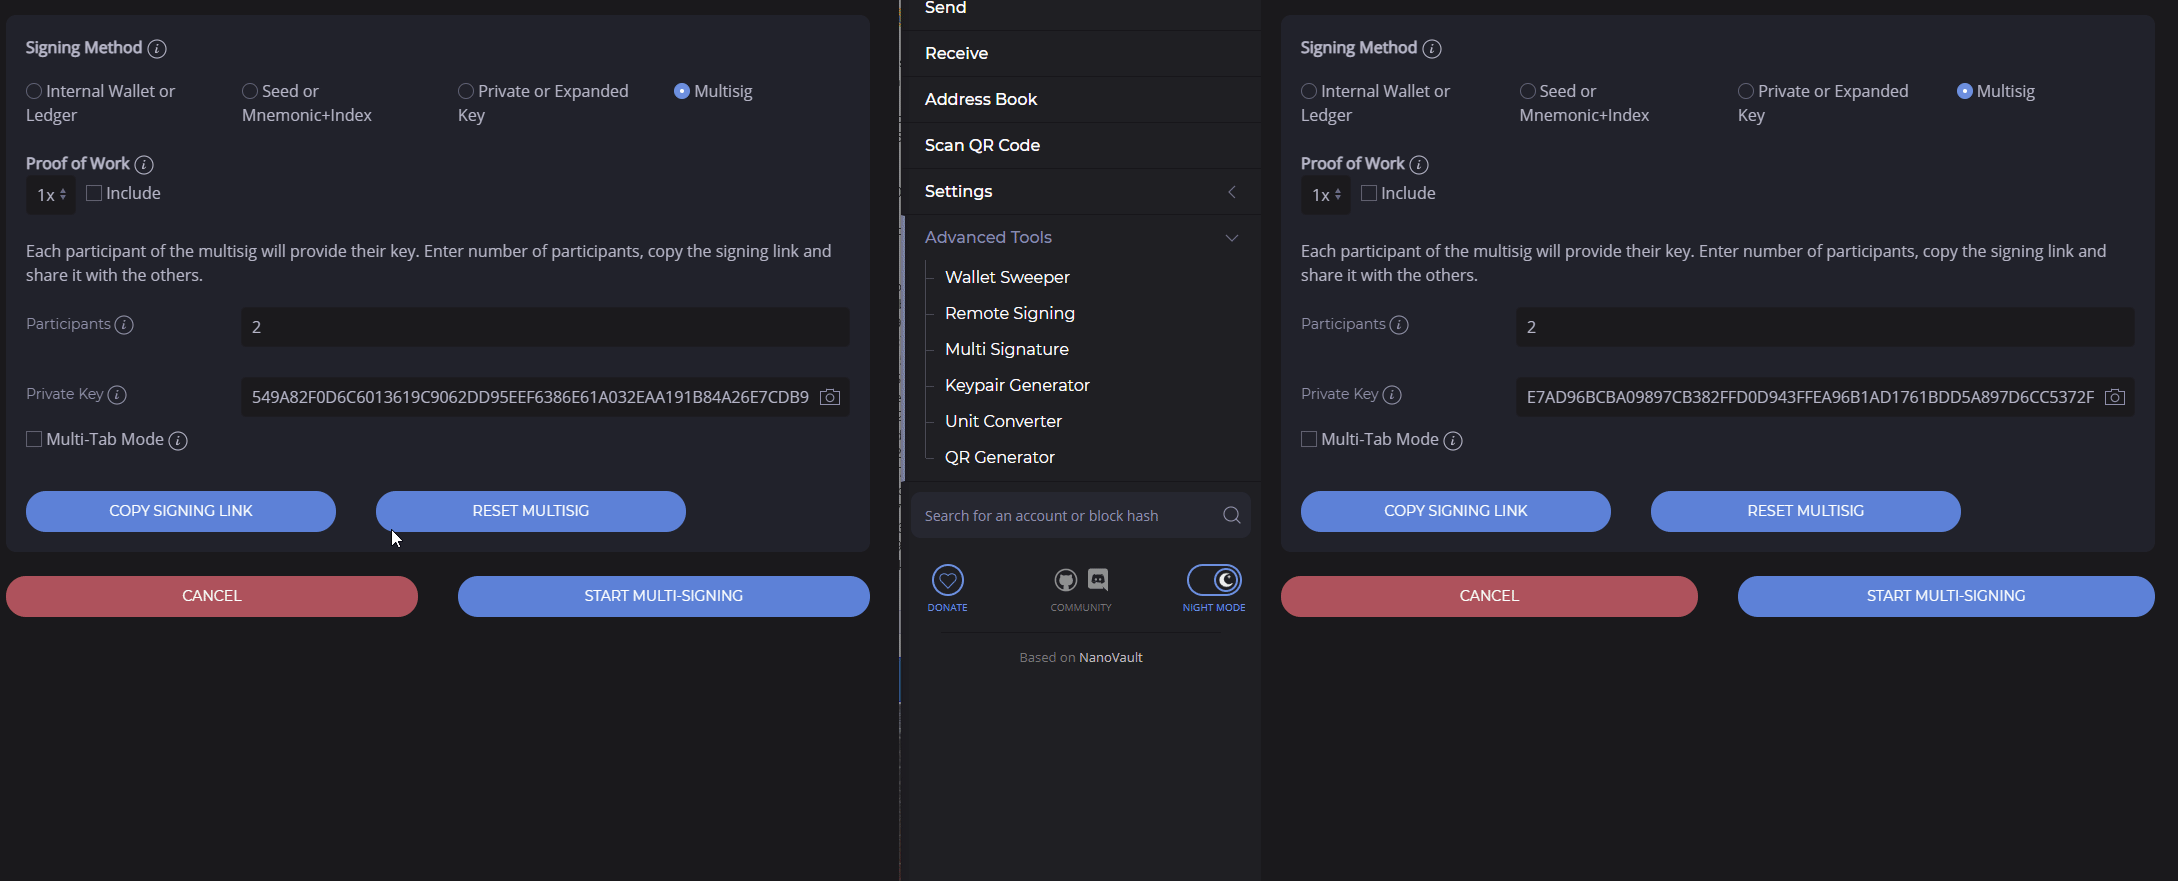 Signing Method
Internal Wallet or
Ledger
Seed or
Mnemonic+Index
Private or Expanded
Key
Multisig
Proof of Work
1x
Include
Each participant of the multisig will provide their key. Enter number of participants, copy the signing link and
share it with the others.
Participants
2
Private Key
549A82F0D6C6013619C9062DD95EEF6386E61A032EAA191B84A26E7CDB9
Multi-Tab Mode
COPY SIGNING LINK
RESET MULTISIG
CANCEL
START MULTI-SIGNING
Send
Receive
Address Book
Scan QR Code
Settings
Advanced Tools
Wallet Sweeper
Remote Signing
Multi Signature
Keypair Generator
Unit Converter
QR Generator
Search for an account or block hash
DONATE
COMMUNITY
NIGHT MODE
Based on NanoVault
Signing Method
Internal Wallet or
Ledger
Seed or
Mnemonic+Index
Private or Expanded
Key
Multisig
Proof of Work
1x
Include
Each participant of the multisig will provide their key. Enter number of participants, copy the signing link and
share it with the others.
Participants
2
Private Key
E7AD96BCBA09897CB382FFD0D943FFEA96B1AD1761BDD5A897D6CC5372F
Multi-Tab Mode
COPY SIGNING LINK
RESET MULTISIG
CANCEL
START MULTI-SIGNING